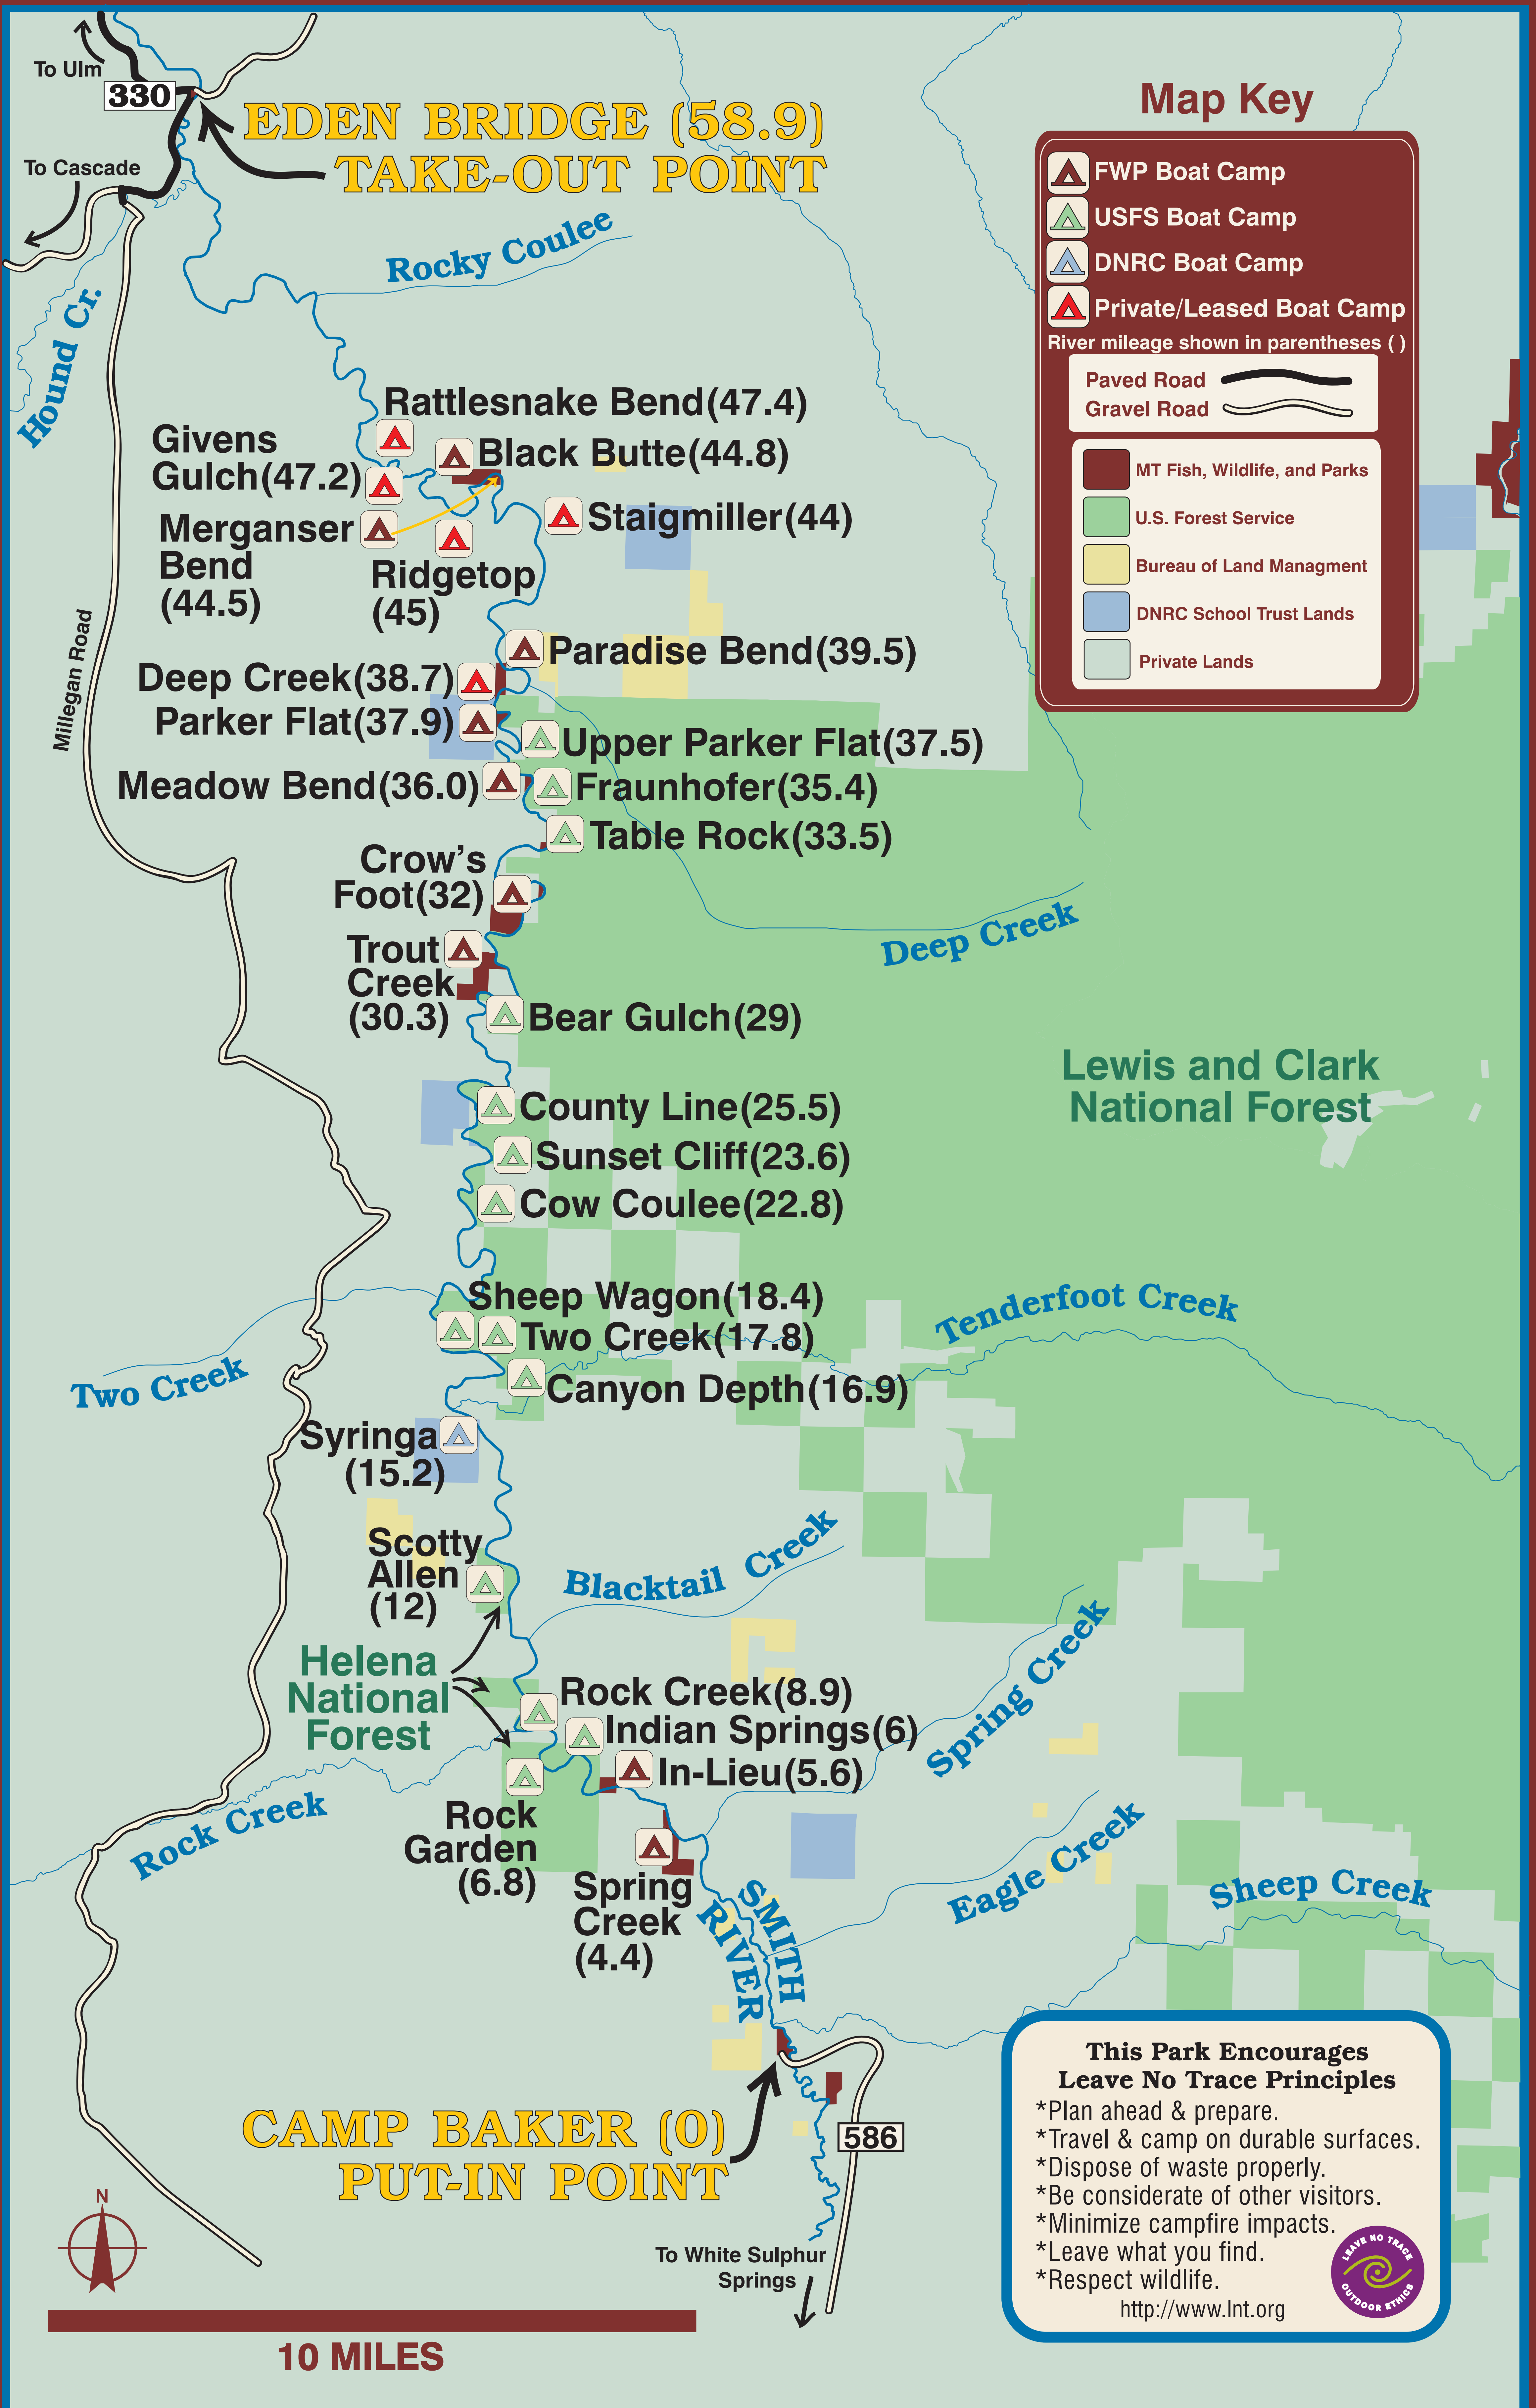 To Ulm
330
EDEN BRIDGE (58.9)
TAKE-OUT POINT
To Cascade
Rocky Coulee
Hound Cr.
Map Key
FWP Boat Camp
USFS Boat Camp
DNRC Boat Camp
Private/Leased Boat Camp
River mileage shown in parentheses ( )
Paved Road
Gravel Road
MT Fish, Wildlife, and Parks
U.S. Forest Service
Bureau of Land Managment
DNRC School Trust Lands
Private Lands
Rattlesnake Bend(47.4)
Givens
Gulch(47.2)
Black Butte(44.8)
Merganser
Bend
(44.5)
Staigmiller(44)
Ridgetop
(45)
Millegan Road
Paradise Bend(39.5)
Deep Creek(38.7)
Parker Flat(37.9)
Upper Parker Flat(37.5)
Meadow Bend(36.0)
Fraunhofer(35.4)
Table Rock(33.5)
Crow's
Foot(32)
Deep Creek
Trout
Creek
(30.3)
Bear Gulch(29)
Lewis and Clark
National Forest
County Line(25.5)
Sunset Cliff(23.6)
Cow Coulee(22.8)
Sheep Wagon(18.4)
Two Creek(17.8)
Tenderfoot Creek
Two Creek
Canyon Depth(16.9)
Syringa
(15.2)
Scotty
Allen
(12)
Blacktail Creek
Helena
National
Forest
Rock Creek(8.9)
Indian Springs(6)
In-Lieu(5.6)
Spring Creek
Rock Creek
Rock
Garden
(6.8)
Spring
Creek
(4.4)
Eagle Creek
Sheep Creek
SMITH
RIVER
CAMP BAKER (0)
PUT-IN POINT
586
To White Sulphur
Springs
N
10 MILES
This Park Encourages
Leave No Trace Principles
*Plan ahead & prepare.
*Travel & camp on durable surfaces.
*Dispose of waste properly.
*Be considerate of other visitors.
*Minimize campfire impacts.
*Leave what you find.
*Respect wildlife.
http://www.lnt.org
LEAVE NO TRACE
OUTDOOR ETHICS